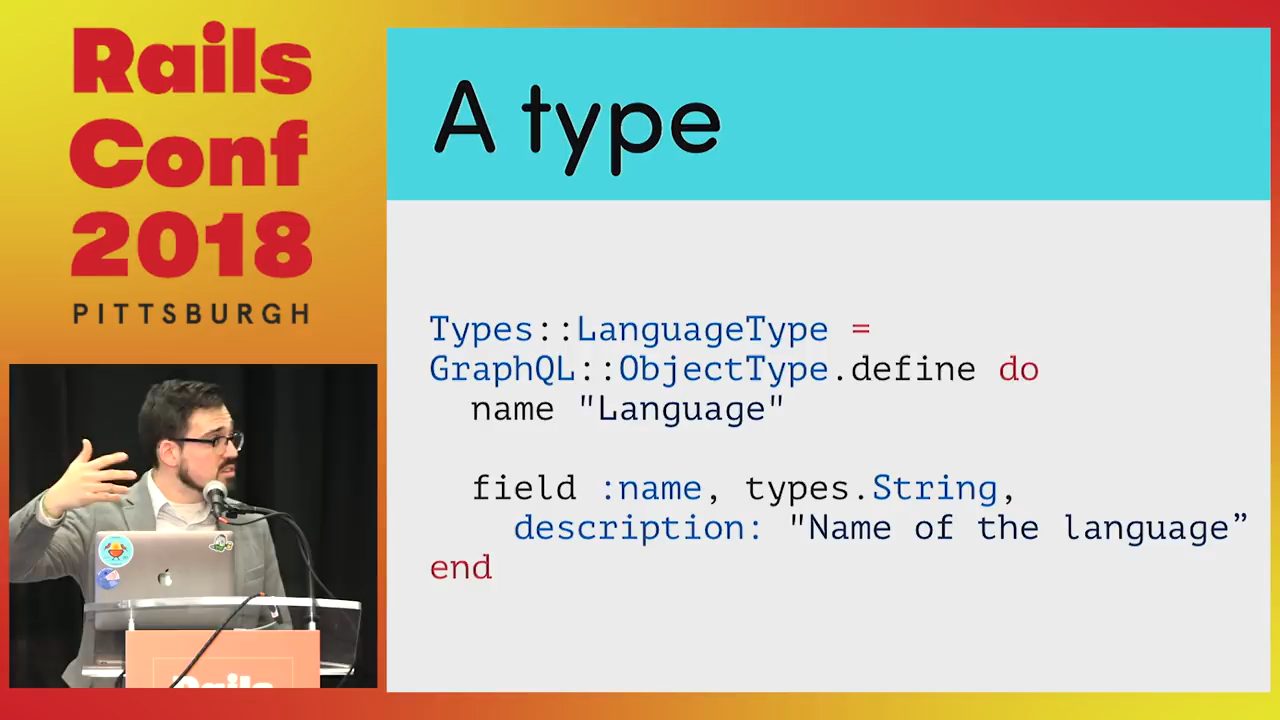 Rails
Conf
2018
PITTSBURGH
A type
Types::LanguageType =
GraphQL::ObjectType.define do
  name "Language"
  field :name, types.String,
    description: "Name of the language”
end
Rails